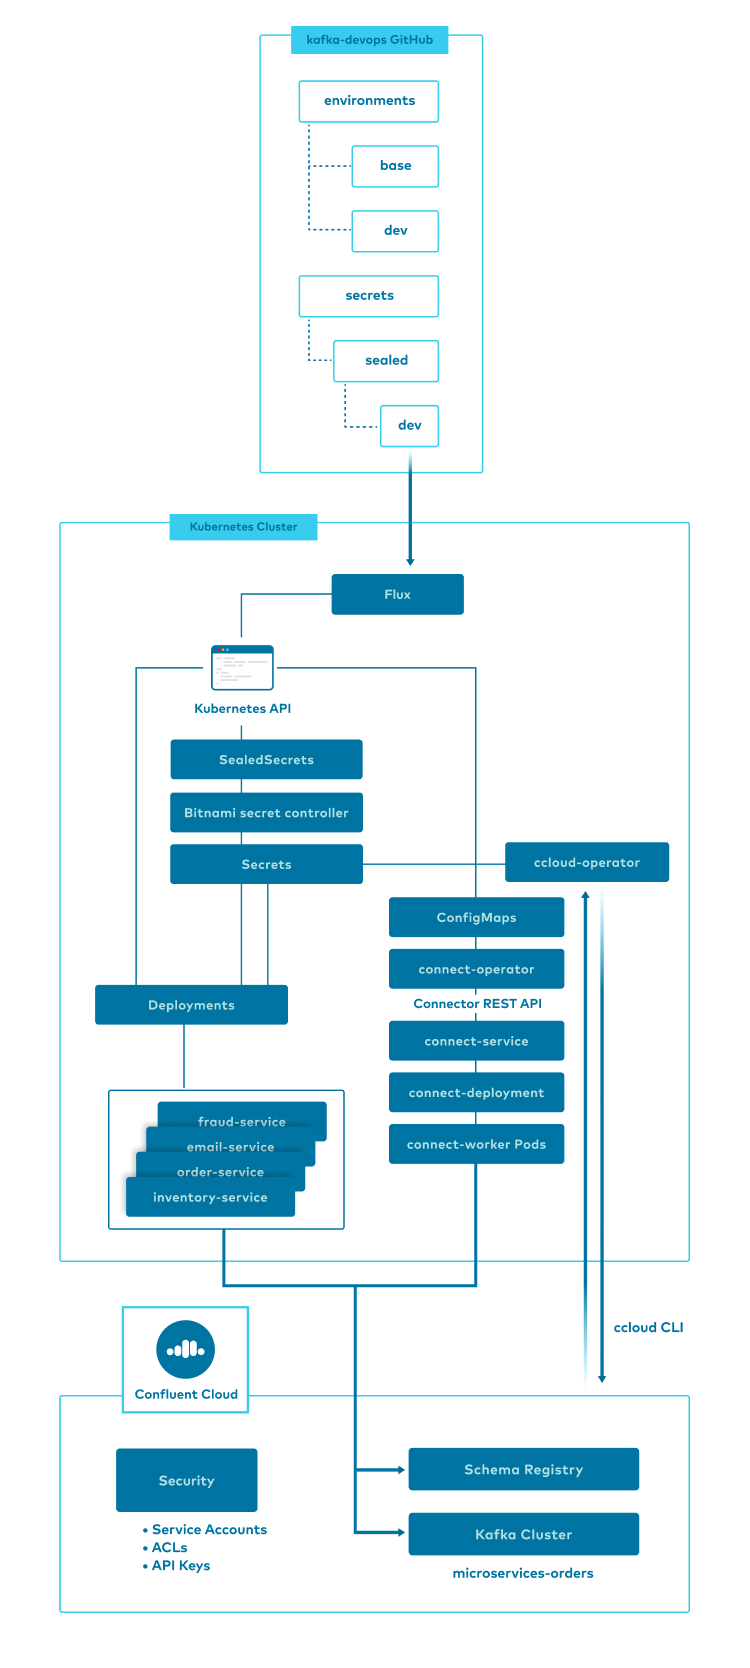 kafka-devops GitHub
environments
base
dev
secrets
sealed
dev
Kubernetes Cluster
Flux
Kubernetes API
SealedSecrets
Bitnami secret controller
Secrets
ccloud-operator
ConfigMaps
connect-operator
Connector REST API
Deployments
connect-service
connect-deployment
connect-worker Pods
fraud-service
email-service
order-service
inventory-service
ccloud CLI
Confluent Cloud
Security
• Service Accounts
• ACLs
• API Keys
Schema Registry
Kafka Cluster
microservices-orders